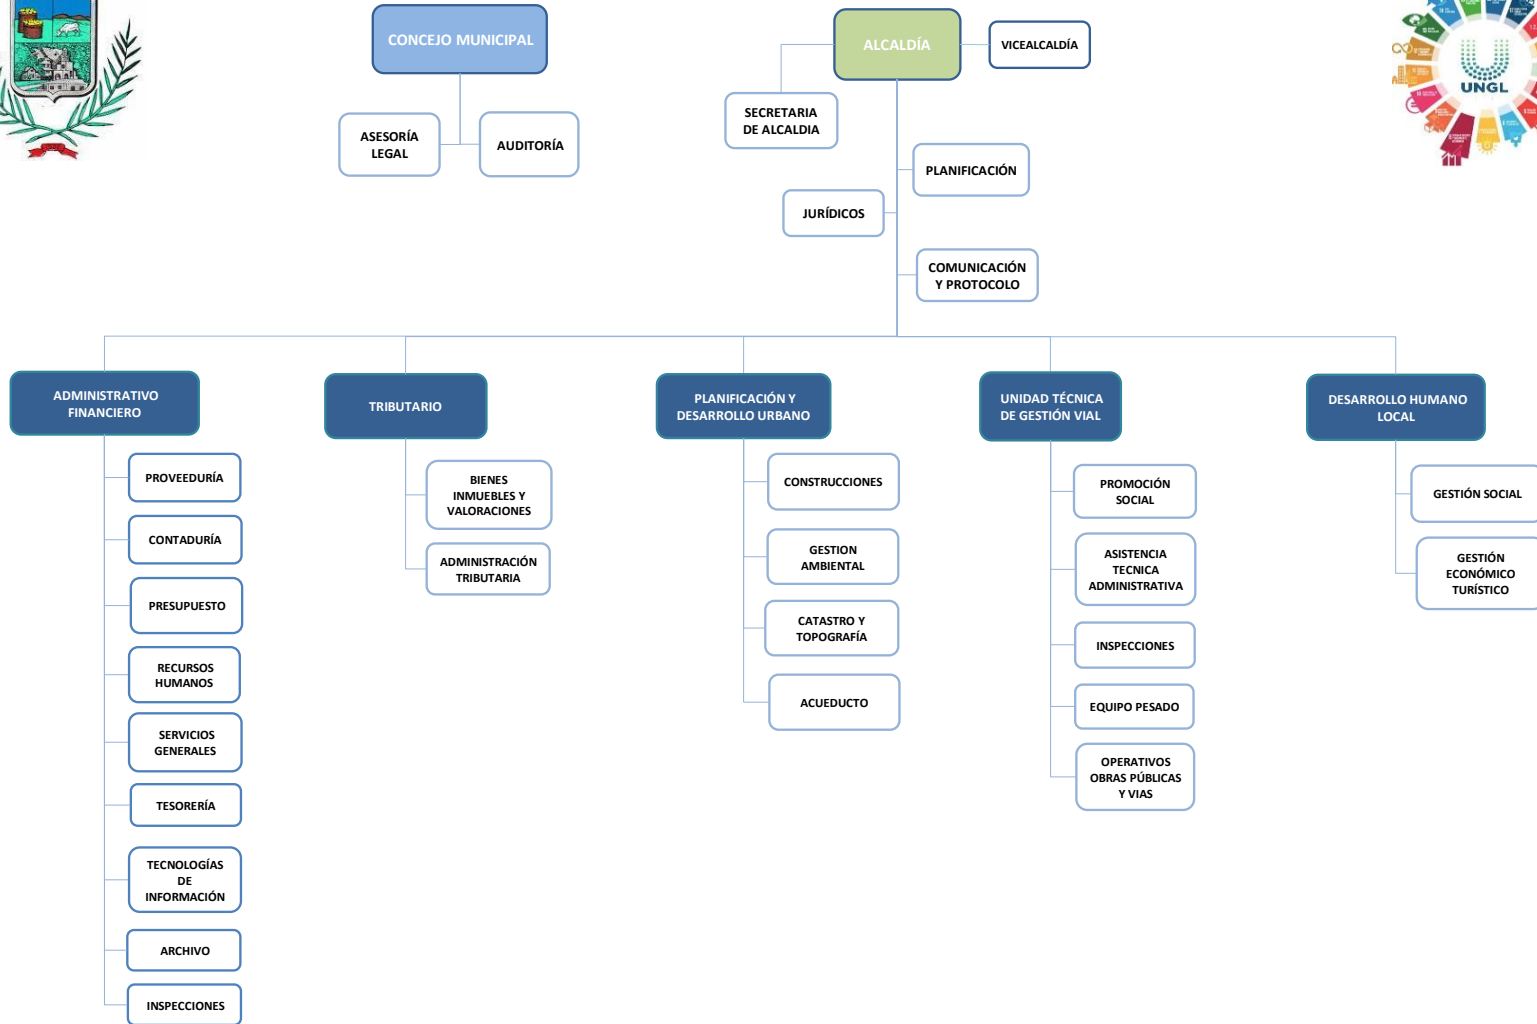 CONCEJO MUNICIPAL
ALCALDÍA
VICEALCALDÍA
UNGL
SECRETARIA
DE ALCALDIA
ASESORÍA
LEGAL
AUDITORÍA
PLANIFICACIÓN
JURÍDICOS
COMUNICACIÓN
Y PROTOCOLO
ADMINISTRATIVO
FINANCIERO
PROVEEDURÍA
CONTADURÍA
PRESUPUESTO
RECURSOS
HUMANOS
SERVICIOS
GENERALES
TESORERÍA
TECNOLOGÍAS
DE
INFORMACIÓN
ARCHIVO
INSPECCIONES
TRIBUTARIO
BIENES
INMUEBLES Y
VALORACIONES
ADMINISTRACIÓN
TRIBUTARIA
PLANIFICACIÓN Y
DESARROLLO URBANO
CONSTRUCCIONES
GESTION
AMBIENTAL
CATASTRO Y
TOPOGRAFÍA
ACUEDUCTO
UNIDAD TÉCNICA
DE GESTIÓN VIAL
PROMOCIÓN
SOCIAL
ASISTENCIA
TECNICA
ADMINISTRATIVA
INSPECCIONES
EQUIPO PESADO
OPERATIVOS
OBRAS PÚBLICAS
Y VIAS
DESARROLLO HUMANO
LOCAL
GESTIÓN SOCIAL
GESTIÓN
ECONÓMICO
TURÍSTICO